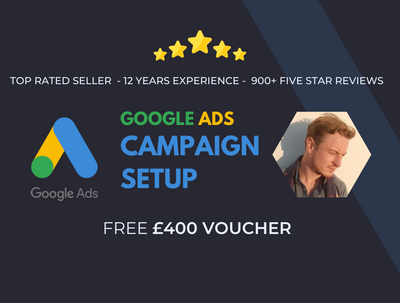 TOP RATED SELLER - 12 YEARS EXPERIENCE - 900+ FIVE STAR REVIEWS
GOOGLE ADS
CAMPAIGN
SETUP
Google Ads
FREE £400 VOUCHER